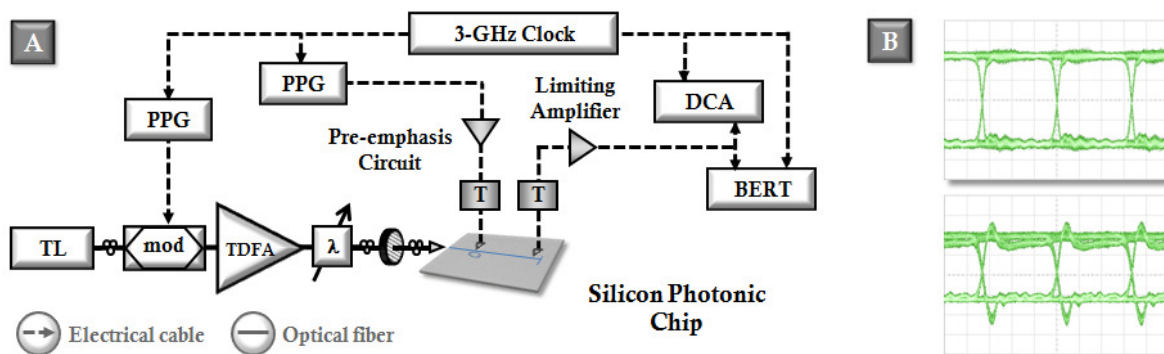 A
3-GHz Clock
B
PPG
PPG
Limiting
Amplifier
DCA
Pre-emphasis
Circuit
T
T
BERT
TL
mod
TDFA
λ
Silicon Photonic
Chip
Electrical cable
Optical fiber